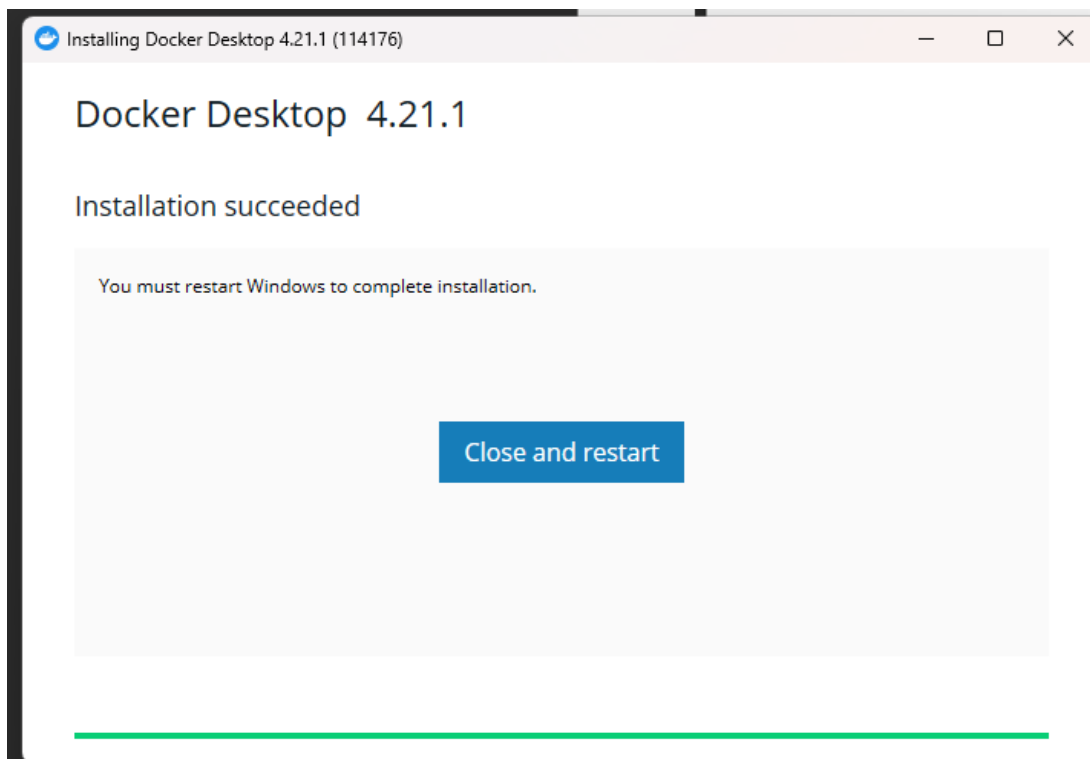 Installing Docker Desktop 4.21.1 (114176)
Docker Desktop 4.21.1
Installation succeeded
You must restart Windows to complete installation.
Close and restart